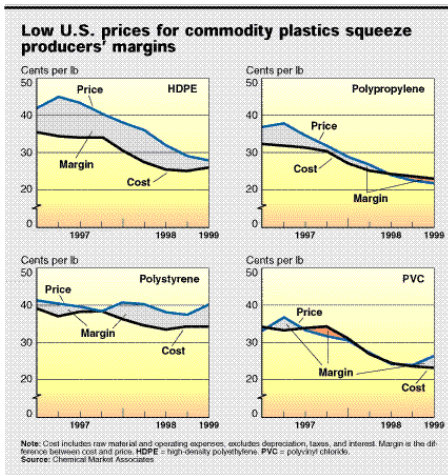 Low U.S. prices for commodity plastics squeeze
producers' margins
Cents per lb
50
40
30
20
0
HDPE
Price
Margin
Cost
1997
1998
1999
Cents per lb
50
40
30
20
0
Polypropylene
Price
Cost
Margin
1997
1998
1999
Cents per lb
50
40
30
20
0
Polystyrene
Price
Margin
Cost
1997
1998
1999
Cents per lb
50
40
30
20
0
PVC
Price
Margin
Cost
1997
1998
1999
Note: Cost includes raw material and operating expenses, excludes depreciation, taxes, and interest. Margin is the dif-
ference between cost and price. HDPE = high-density polyethylene. PVC = polyvinyl chloride.
Source: Chemical Market Associates